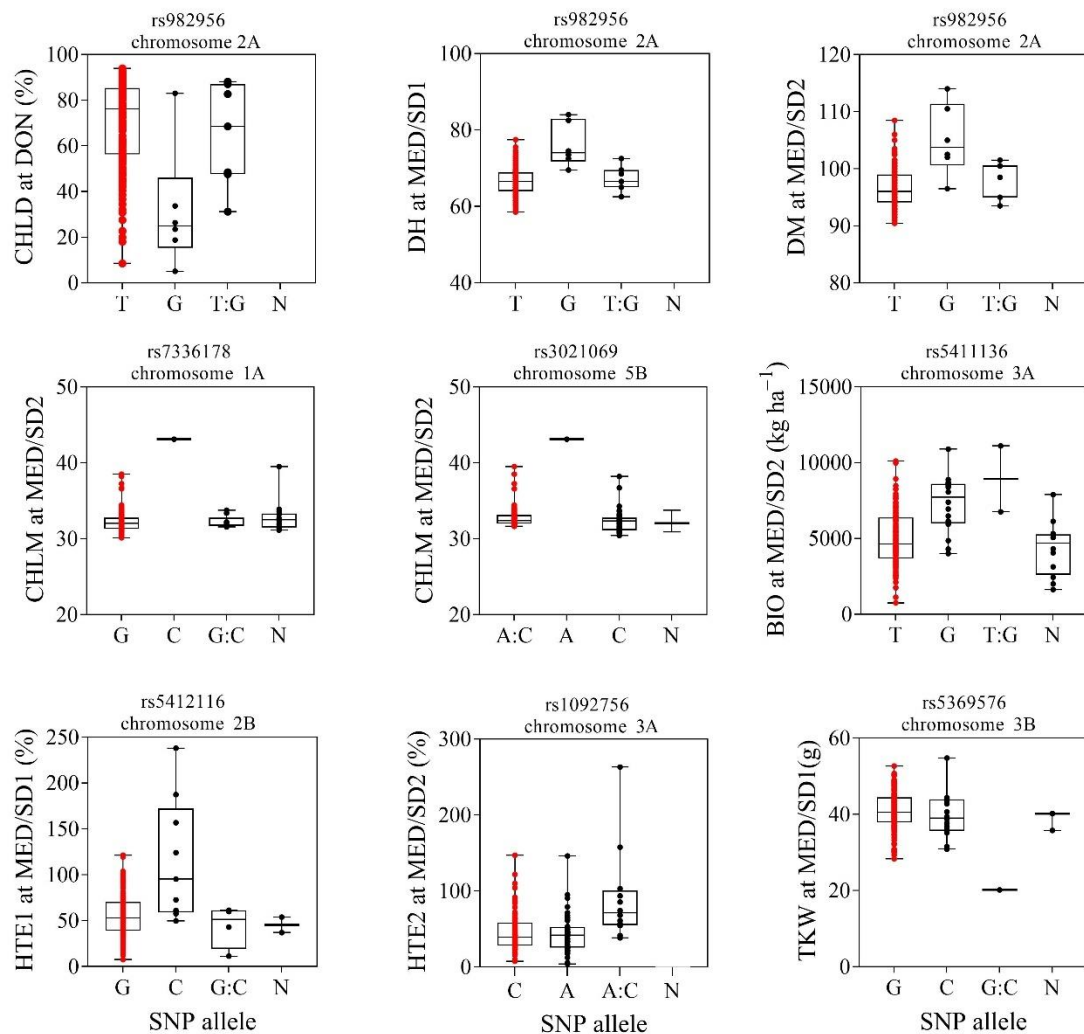 rs982956
chromosome 2A
CHLD at DON (%)
100
80
60
40
20
0
T G T:G N
rs982956
chromosome 2A
DH at MED/SD1
100
80
60
40
T G T:G N
rs982956
chromosome 2A
DM at MED/SD2
120
110
100
90
80
T G T:G N
rs7336178
chromosome 1A
CHLM at MED/SD2
50
40
30
20
G C G:C N
rs3021069
chromosome 5B
CHLM at MED/SD2
50
40
30
20
A:C A C N
rs5411136
chromosome 3A
BIO at MED/SD2 (kg ha⁻¹)
15000
10000
5000
0
T G T:G N
rs5412116
chromosome 2B
HTE1 at MED/SD1 (%)
250
200
150
100
50
0
G C G:C N
SNP allele
rs1092756
chromosome 3A
HTE2 at MED/SD2 (%)
300
200
100
0
C A A:C N
SNP allele
rs5369576
chromosome 3B
TKW at MED/SD1(g)
60
40
20
0
G C G:C N
SNP allele